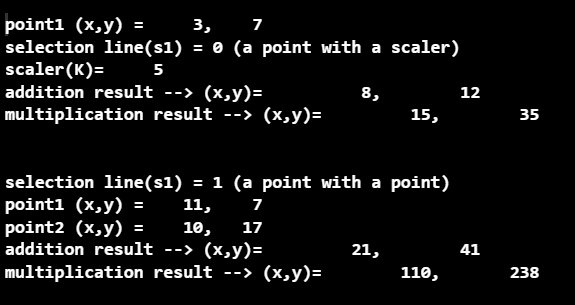 point1 (x,y) =     3,    7
selection line(s1) = 0 (a point with a scaler)
scaler(K)=     5
addition result --> (x,y)=          8,        12
multiplication result --> (x,y)=         15,        35
selection line(s1) = 1 (a point with a point)
point1 (x,y) =    11,    7
point2 (x,y) =    10,   17
addition result --> (x,y)=         21,        41
multiplication result --> (x,y)=        110,       238